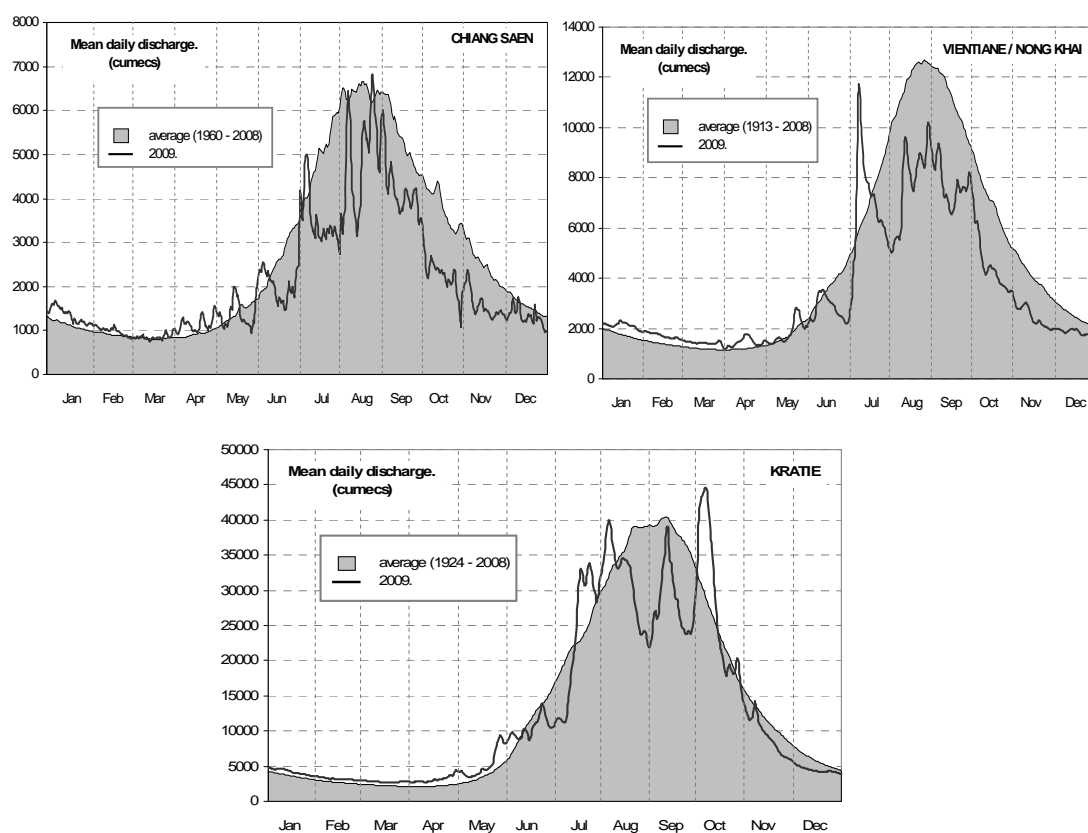 CHIANG SAEN
Mean daily discharge.
(cumecs)
average (1960 - 2008)
2009.
8000
7000
6000
5000
4000
3000
2000
1000
0
Jan Feb Mar Apr May Jun Jul Aug Sep Oct Nov Dec
VIENTIANE / NONG KHAI
Mean daily discharge.
(cumecs)
average (1913 - 2008)
2009.
14000
12000
10000
8000
6000
4000
2000
0
Jan Feb Mar Apr May Jun Jul Aug Sep Oct Nov Dec
KRATIE
Mean daily discharge.
(cumecs)
average (1924 - 2008)
2009.
50000
45000
40000
35000
30000
25000
20000
15000
10000
5000
0
Jan Feb Mar Apr May Jun Jul Aug Sep Oct Nov Dec